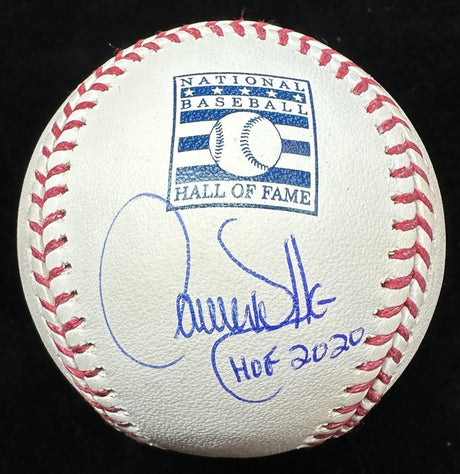 NATIONAL
BASEBALL
HALL OF FAME
HOF 2020